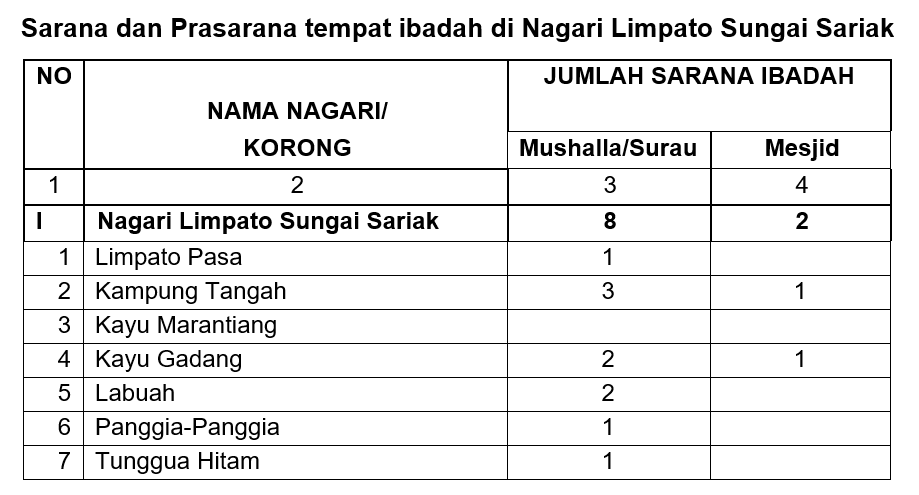 Sarana dan Prasarana tempat ibadah di Nagari Limpato Sungai Sariak
NO NAMA NAGARI/ KORONG JUMLAH SARANA IBADAH
Mushalla/Surau Mesjid
1 2 3 4
I Nagari Limpato Sungai Sariak 8 2
1 Limpato Pasa 1
2 Kampung Tangah 3 1
3 Kayu Marantiang
4 Kayu Gadang 2 1
5 Labuah 2
6 Panggia-Panggia 1
7 Tunggua Hitam 1